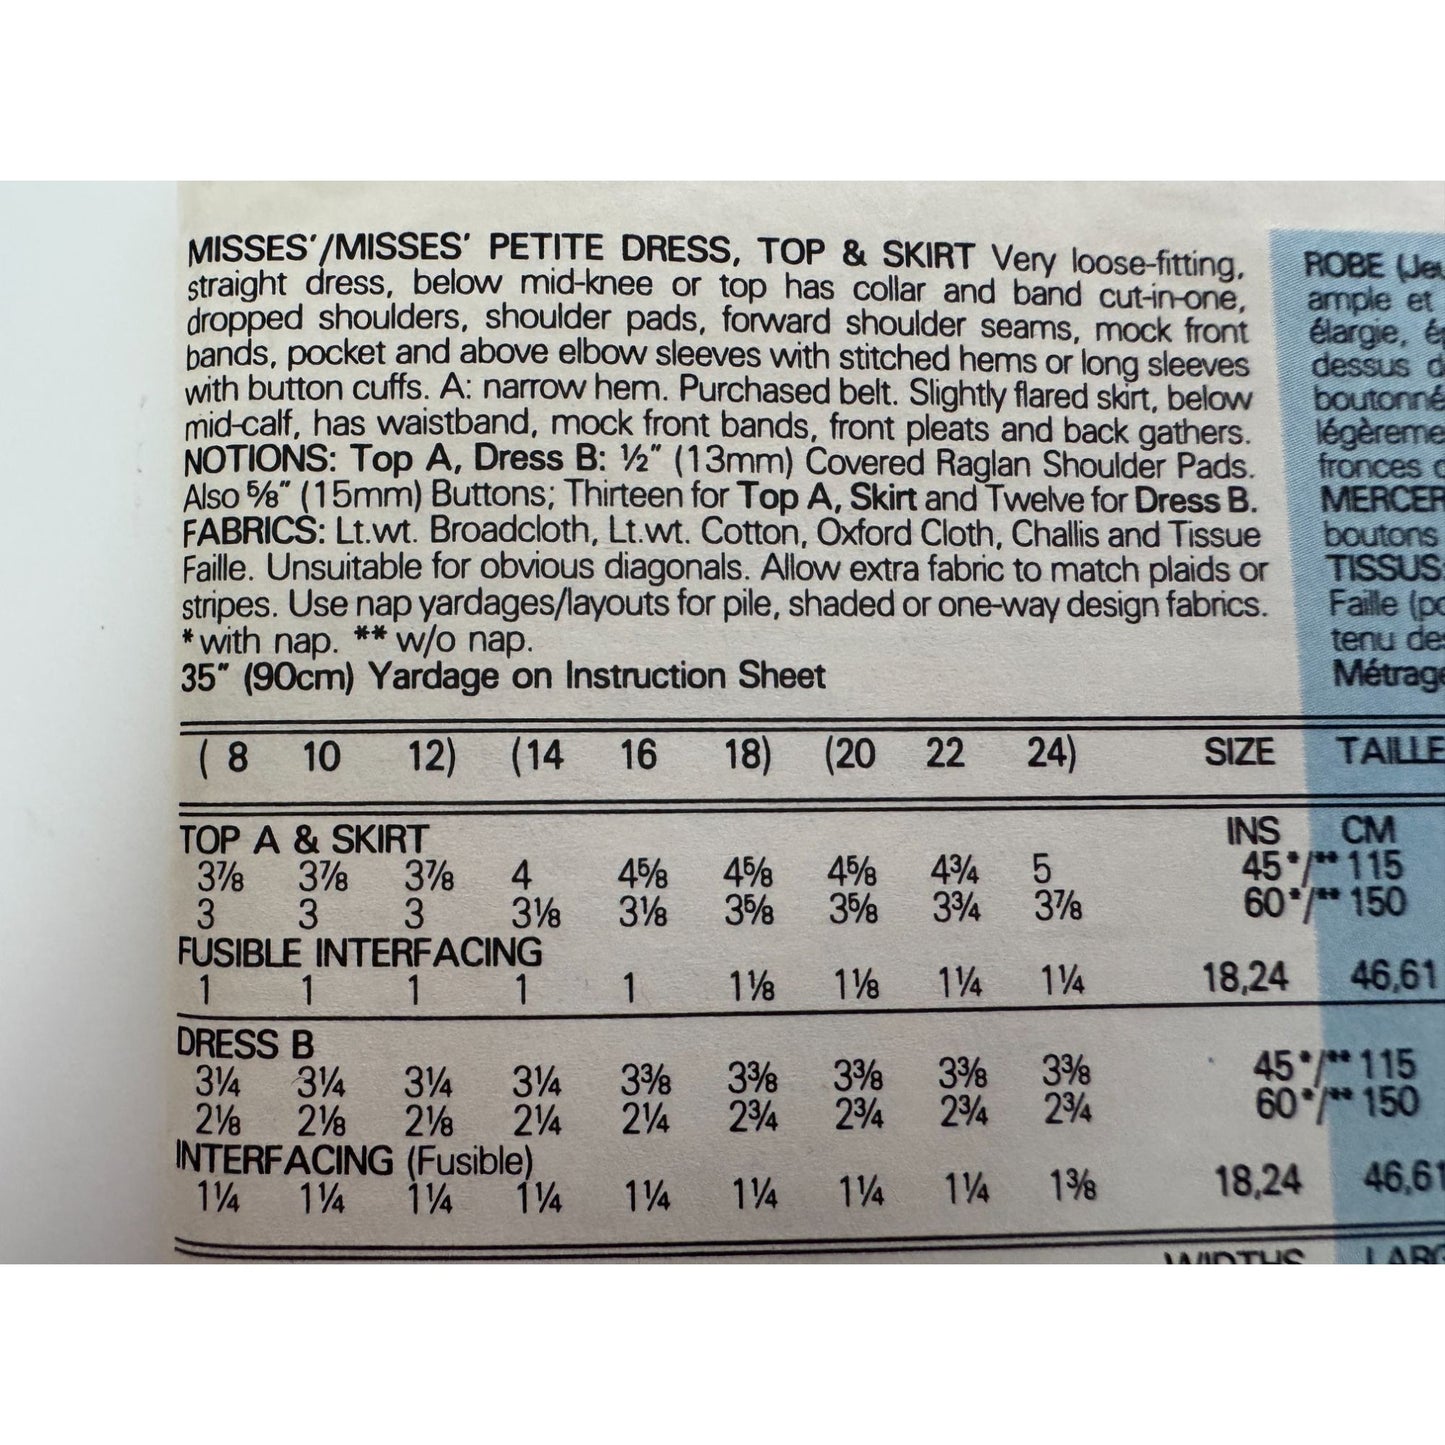 MISSES'/MISSES' PETITE DRESS, TOP & SKIRT Very loose-fitting,
straight dress, below mid-knee or top has collar and band cut-in-one,
dropped shoulders, shoulder pads, forward shoulder seams, mock front
bands, pocket and above elbow sleeves with stitched hems or long sleeves
with button cuffs. A: narrow hem. Purchased belt. Slightly flared skirt, below
mid-calf, has waistband, mock front bands, front pleats and back gathers.
NOTIONS: Top A, Dress B: ½" (13mm) Covered Raglan Shoulder Pads.
Also ⅝" (15mm) Buttons; Thirteen for Top A, Skirt and Twelve for Dress B.
FABRICS: Lt.wt. Broadcloth, Lt.wt. Cotton, Oxford Cloth, Challis and Tissue
Faille. Unsuitable for obvious diagonals. Allow extra fabric to match plaids or
stripes. Use nap yardages/layouts for pile, shaded or one-way design fabrics.
*with nap. **w/o nap.
35" (90cm) Yardage on Instruction Sheet
(8 10 12) (14 16 18) (20 22 24) SIZE TAILLE
TOP A & SKIRT INS CM
3⅞ 3⅞ 3⅞ 4 4⅝ 4⅝ 4⅝ 4¾ 5 45*/**115
3 3 3 3⅛ 3⅛ 3⅝ 3⅝ 3¾ 3⅞ 60*/**150
FUSIBLE INTERFACING
1 1 1 1 1 1⅛ 1⅛ 1¼ 1¼ 18,24 46,61
DRESS B
3¼ 3¼ 3¼ 3¼ 3⅜ 3⅜ 3⅜ 3⅜ 3⅜ 45*/**115
2⅛ 2⅛ 2⅛ 2¼ 2¼ 2¾ 2¾ 2¾ 2¾ 60*/**150
INTERFACING (Fusible)
1¼ 1¼ 1¼ 1¼ 1¼ 1¼ 1¼ 1¼ 1⅜ 18,24 46,61
WIDTHS
ROBE
ample et
élargie,
dessus
boutonné
légèreme
fronces
MERCER
boutons
TISSUS:
Faille
tenu
Métrage